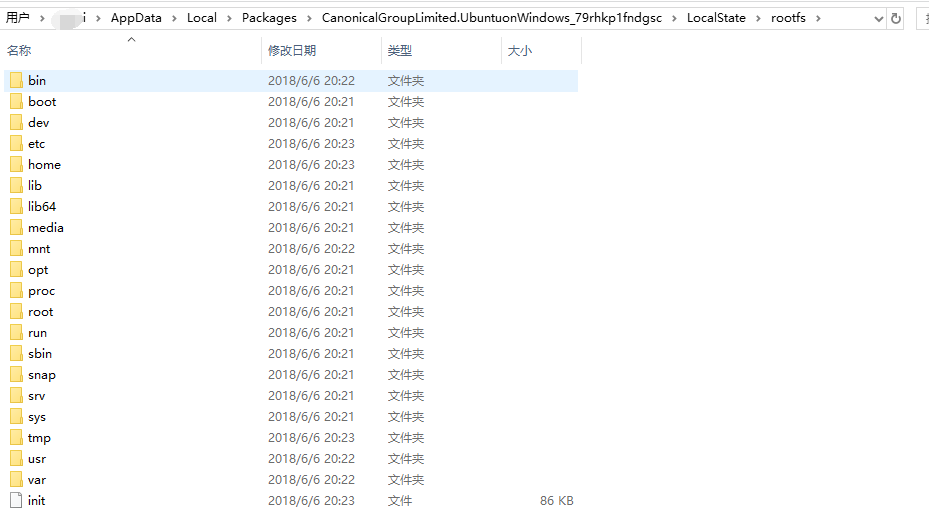 用户 › i › AppData › Local › Packages › CanonicalGroupLimited.UbuntuonWindows_79rhkp1fndgsc › LocalState › rootfs ›
名称 修改日期 类型 大小
bin 2018/6/6 20:22 文件夹
boot 2018/6/6 20:21 文件夹
dev 2018/6/6 20:21 文件夹
etc 2018/6/6 20:23 文件夹
home 2018/6/6 20:23 文件夹
lib 2018/6/6 20:21 文件夹
lib64 2018/6/6 20:21 文件夹
media 2018/6/6 20:21 文件夹
mnt 2018/6/6 20:22 文件夹
opt 2018/6/6 20:21 文件夹
proc 2018/6/6 20:21 文件夹
root 2018/6/6 20:21 文件夹
run 2018/6/6 20:21 文件夹
sbin 2018/6/6 20:21 文件夹
snap 2018/6/6 20:21 文件夹
srv 2018/6/6 20:21 文件夹
sys 2018/6/6 20:21 文件夹
tmp 2018/6/6 20:23 文件夹
usr 2018/6/6 20:22 文件夹
var 2018/6/6 20:22 文件夹
init 2018/6/6 20:23 文件 86 KB